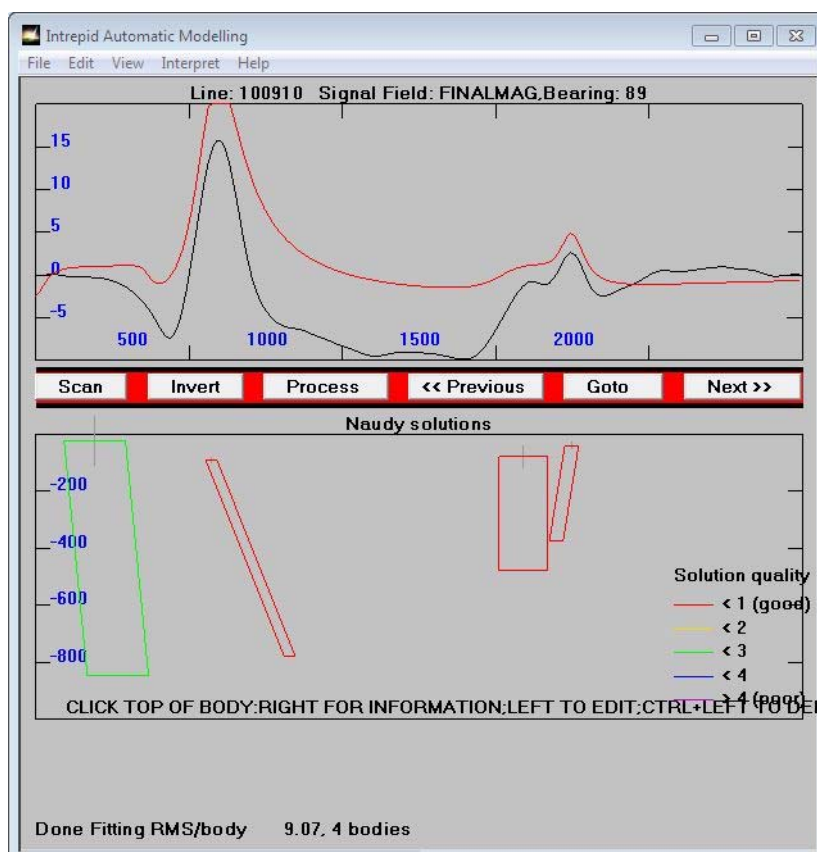 Intrepid Automatic Modelling
File Edit View Interpret Help
Line: 100910 Signal Field: FINALMAG,Bearing: 89
15
10
5
0
-5
500 1000 1500 2000
Scan Invert Process << Previous Goto Next >>
Naudy solutions
-200
-400
-600
-800
Solution quality
< 1 (good)
< 2
< 3
< 4
> 4 (poor)
CLICK TOP OF BODY:RIGHT FOR INFORMATION;LEFT TO EDIT;CTRL+LEFT TO DEL
Done Fitting RMS/body 9.07, 4 bodies